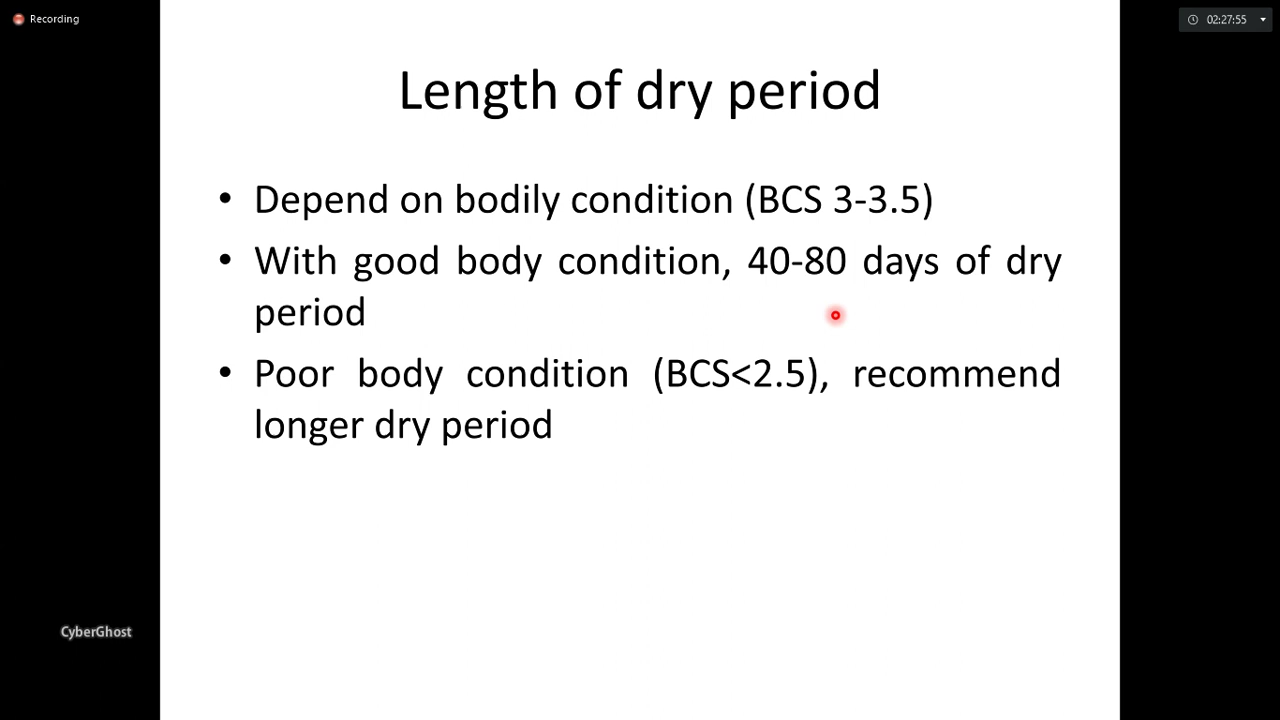 Recording
02:27:55
Length of dry period
• Depend on bodily condition (BCS 3-3.5)
• With good body condition, 40-80 days of dry
period
• Poor body condition (BCS<2.5), recommend
longer dry period
CyberGhost